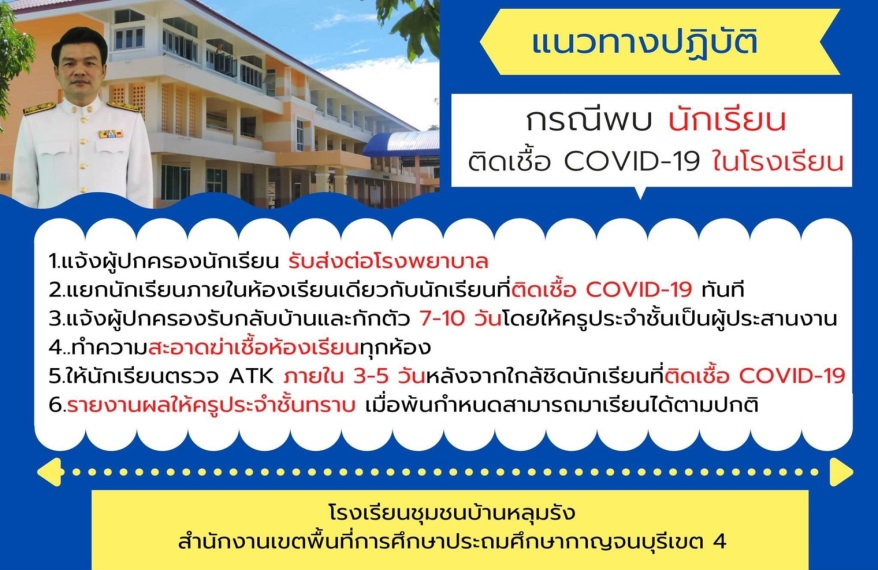 แนวทางปฏิบัติ
กรณีพบ นักเรียน
ติดเชื้อ COVID-19 ในโรงเรียน
1.แจ้งผู้ปกครองนักเรียน รับส่งต่อโรงพยาบาล
2.แยกนักเรียนภายในห้องเรียนเดียวกับนักเรียนที่ติดเชื้อ COVID-19 ทันที
3.แจ้งผู้ปกครองรับกลับบ้านและกักตัว 7-10 วันโดยให้ครูประจำชั้นเป็นผู้ประสานงาน
4..ทำความสะอาดฆ่าเชื้อห้องเรียนทุกห้อง
5.ให้นักเรียนตรวจ ATK ภายใน 3-5 วันหลังจากใกล้ชิดนักเรียนที่ติดเชื้อ COVID-19
6.รายงานผลให้ครูประจำชั้นทราบ เมื่อพ้นกำหนดสามารถมาเรียนได้ตามปกติ
โรงเรียนชุมชนบ้านหลุมรัง
สำนักงานเขตพื้นที่การศึกษาประถมศึกษากาญจนบุรีเขต 4